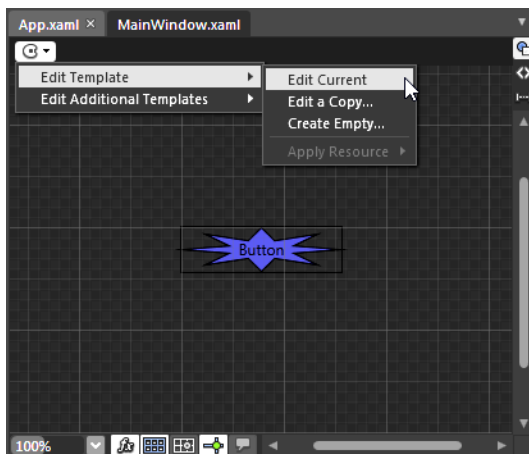 App.xaml × MainWindow.xaml
Edit Template
Edit Additional Templates
Edit Current
Edit a Copy...
Create Empty...
Apply Resource
Button
100% fx